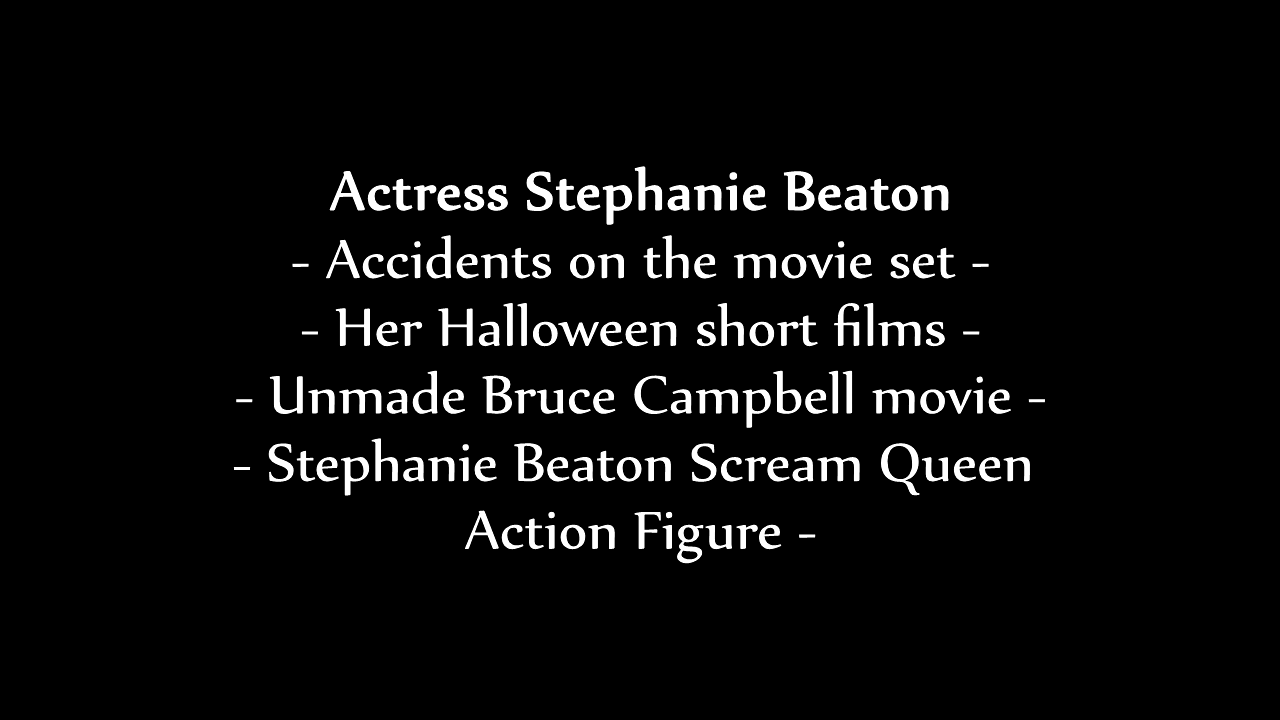 Actress Stephanie Beaton
- Accidents on the movie set -
- Her Halloween short films -
- Unmade Bruce Campbell movie -
- Stephanie Beaton Scream Queen
Action Figure -